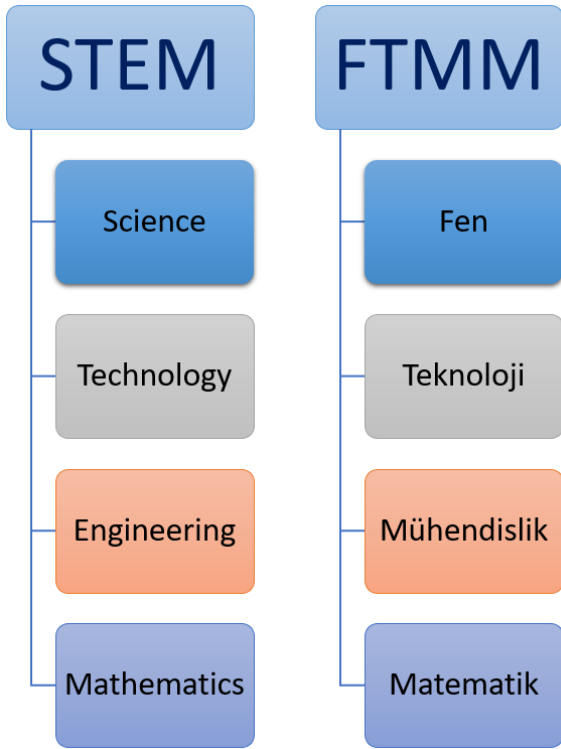 STEM
Science
Technology
Engineering
Mathematics
FTMM
Fen
Teknoloji
Mühendislik
Matematik